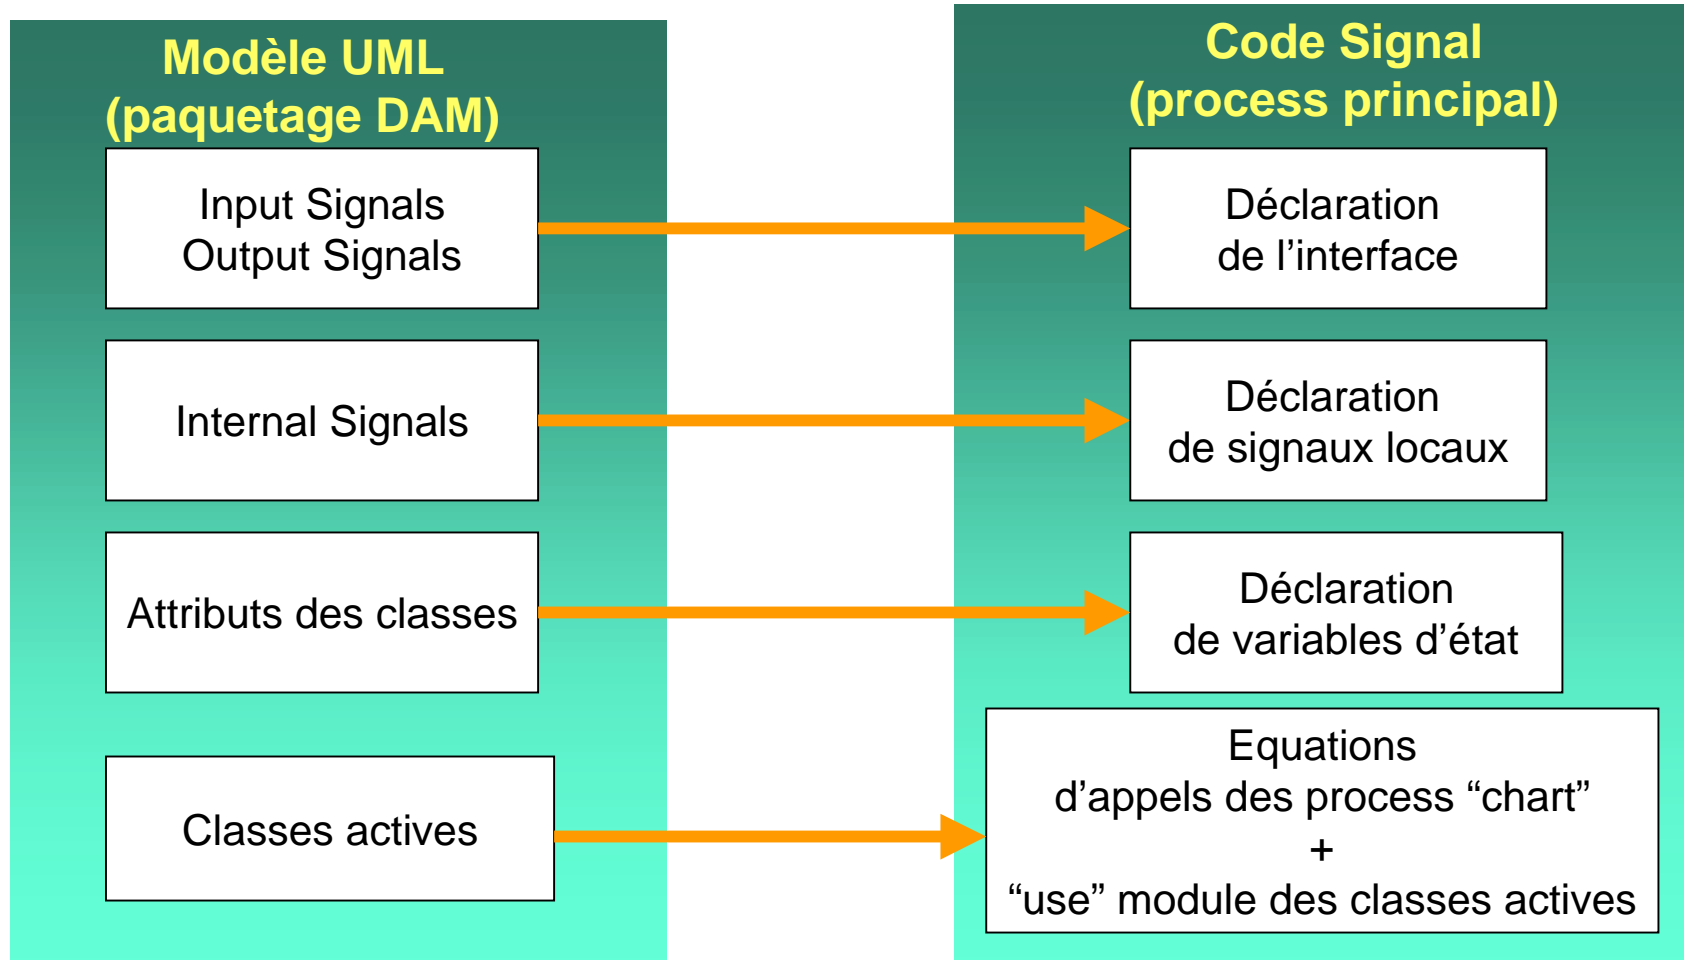 Modèle UML
(paquetage DAM)
Input Signals
Output Signals
Internal Signals
Attributs des classes
Classes actives
Code Signal
(process principal)
Déclaration
de l’interface
Déclaration
de signaux locaux
Déclaration
de variables d’état
Equations
d’appels des process “chart”
+
“use” module des classes actives